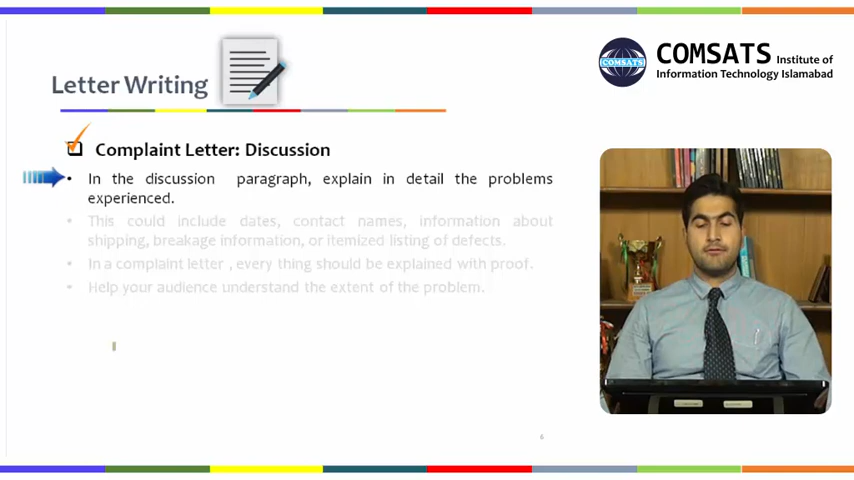 COMSATS Institute of
Information Technology Islamabad
COMSATS
Letter Writing
Complaint Letter: Discussion
• In the discussion paragraph, explain in detail the problems
experienced.
• This could include dates, contact names, information about
shipping, breakage information, or itemized listing of defects.
• In a complaint letter , every thing should be explained with proof.
• Help your audience understand the extent of the problem.
6